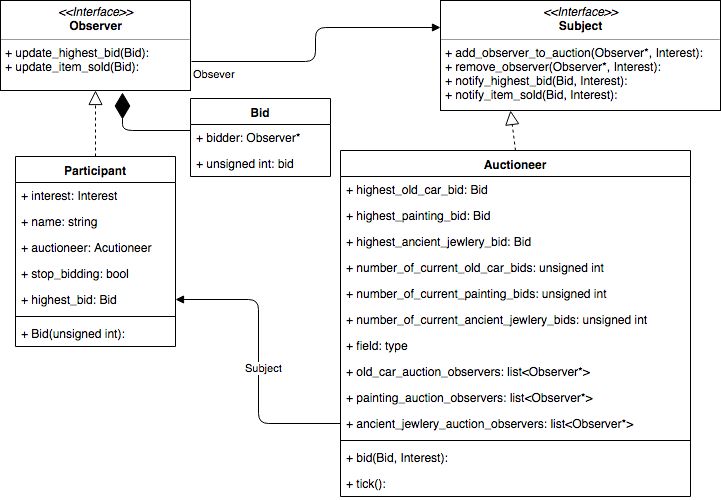 <<Interface>>
Observer
+ update_highest_bid(Bid):
+ update_item_sold(Bid):
Obsever
<<Interface>>
Subject
+ add_observer_to_auction(Observer*, Interest):
+ remove_observer(Observer*, Interest):
+ notify_highest_bid(Bid, Interest):
+ notify_item_sold(Bid, Interest):
Bid
+ bidder: Observer*
+ unsigned int: bid
Participant
+ interest: Interest
+ name: string
+ auctioneer: Acutioneer
+ stop_bidding: bool
+ highest_bid: Bid
+ Bid(unsigned int):
Subject
Auctioneer
+ highest_old_car_bid: Bid
+ highest_painting_bid: Bid
+ highest_ancient_jewlery_bid: Bid
+ number_of_current_old_car_bids: unsigned int
+ number_of_current_painting_bids: unsigned int
+ number_of_current_ancient_jewlery_bids: unsigned int
+ field: type
+ old_car_auction_observers: list<Observer*>
+ painting_auction_observers: list<Observer*>
+ ancient_jewlery_auction_observers: list<Observer*>
+ bid(Bid, Interest):
+ tick():